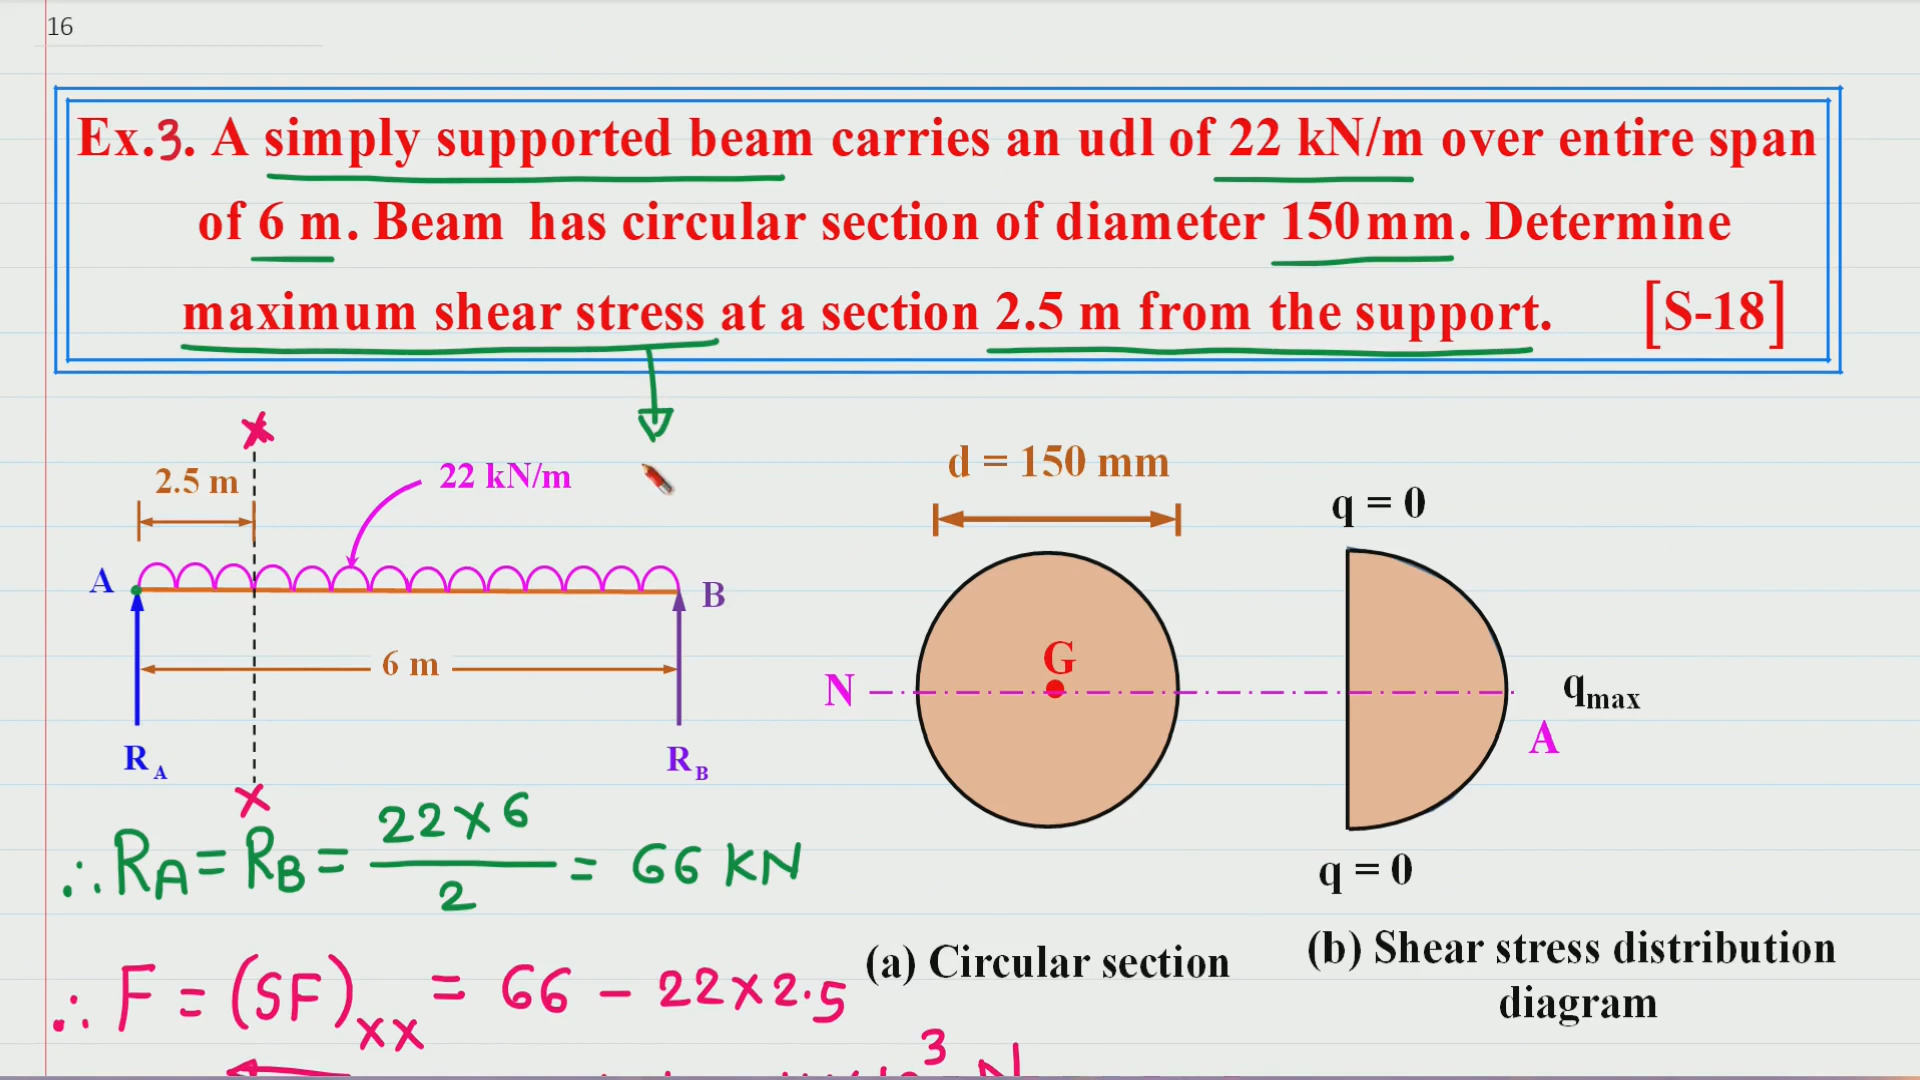 16
Ex.3. A simply supported beam carries an udl of 22 kN/m over entire span
of 6 m. Beam has circular section of diameter 150 mm. Determine
maximum shear stress at a section 2.5 m from the support. [S-18]
X
2.5 m
22 kN/m
A
B
6 m
R_A
R_B
X
d = 150 mm
G
N
q = 0
q_max
A
q = 0
∴ R_A = R_B = (22 × 6) / 2 = 66 KN
(a) Circular section
(b) Shear stress distribution
diagram
∴ F = (SF)_xx = 66 - 22×2.5
3 N